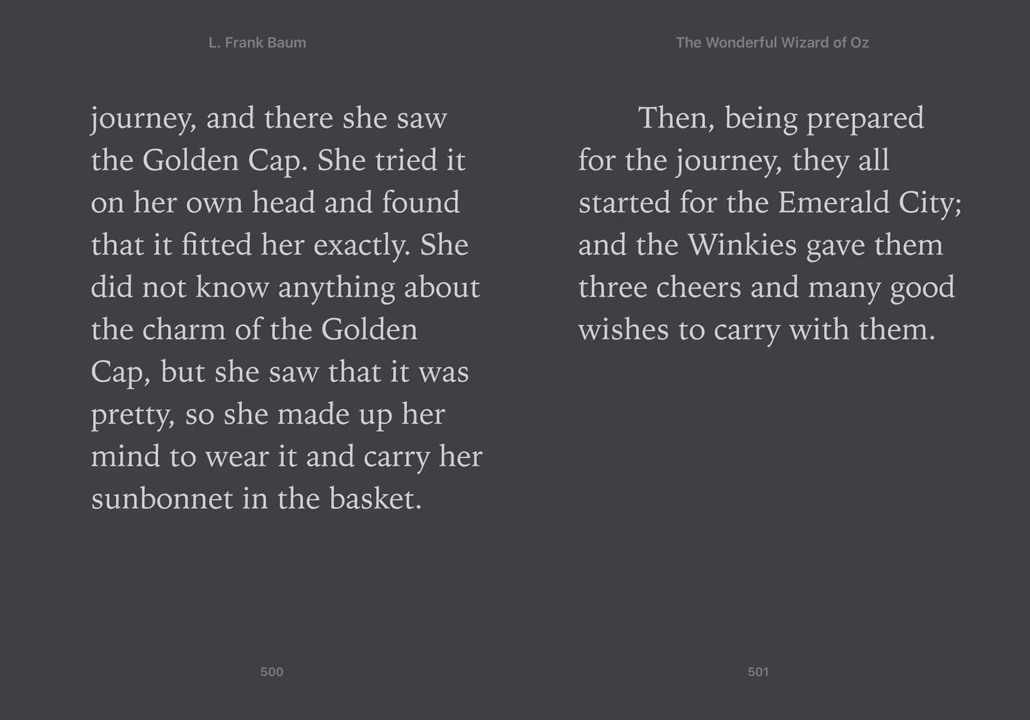 L. Frank Baum
journey, and there she saw
the Golden Cap. She tried it
on her own head and found
that it fitted her exactly. She
did not know anything about
the charm of the Golden
Cap, but she saw that it was
pretty, so she made up her
mind to wear it and carry her
sunbonnet in the basket.
500
The Wonderful Wizard of Oz
Then, being prepared
for the journey, they all
started for the Emerald City;
and the Winkies gave them
three cheers and many good
wishes to carry with them.
501